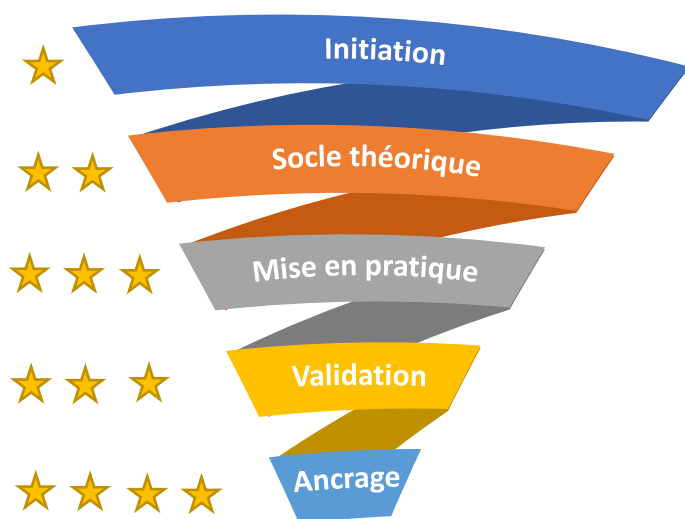 Initiation
Socle théorique
Mise en pratique
Validation
Ancrage